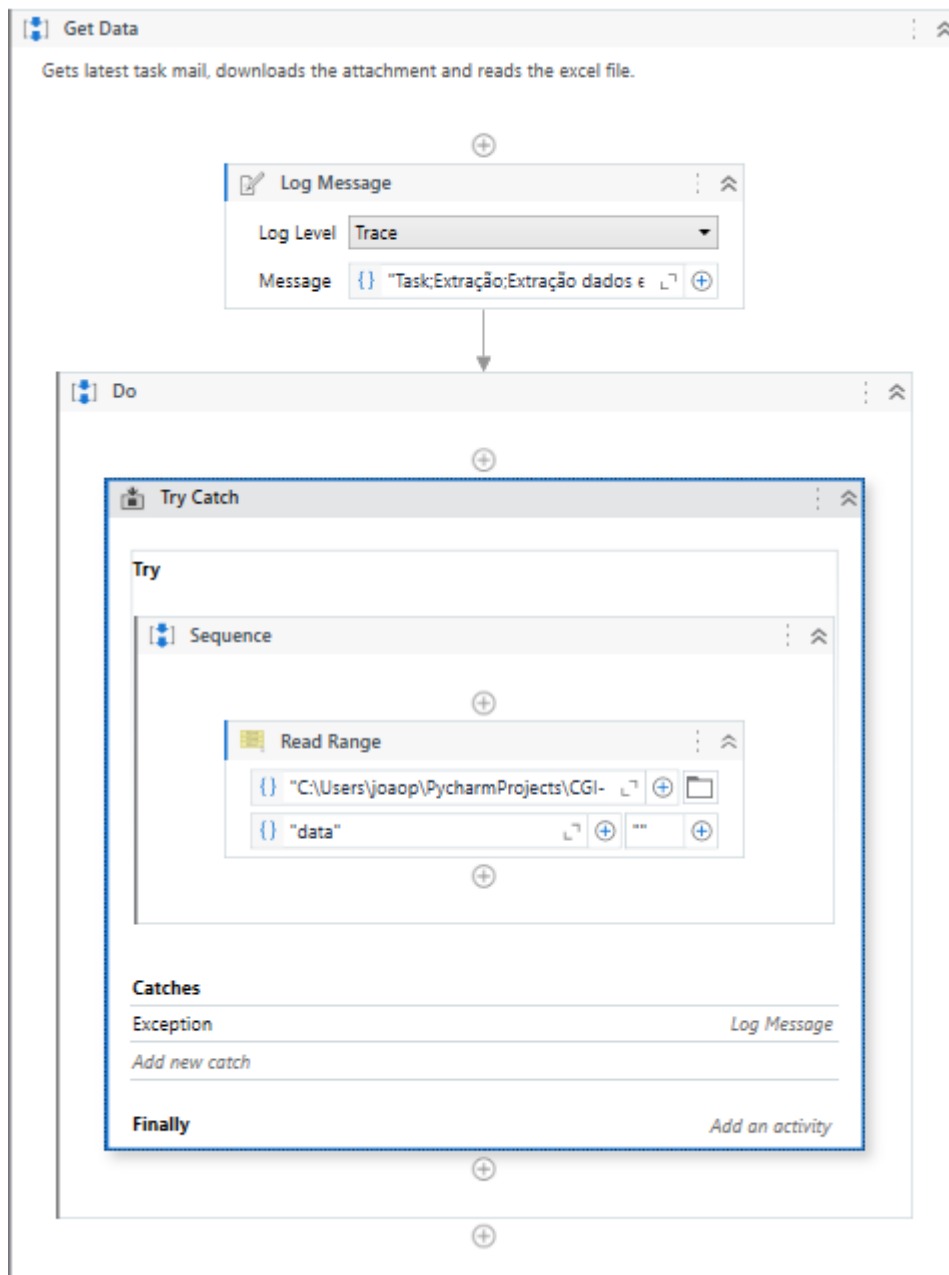 Get Data
Gets latest task mail, downloads the attachment and reads the excel file.
Log Message
Log Level Trace
Message {} "Task;Extração;Extração dados e
Do
Try Catch
Try
Sequence
Read Range
{} "C:\Users\joaop\PycharmProjects\CGI-
{} "data" ""
Catches
Exception Log Message
Add new catch
Finally Add an activity